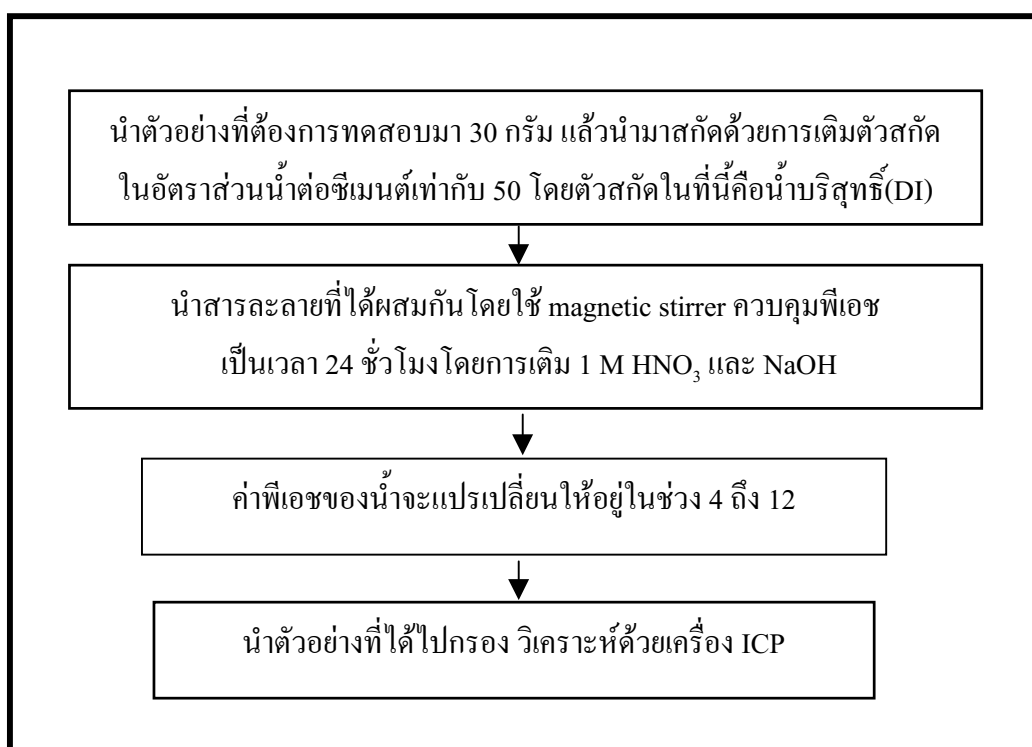 นำตัวอย่างที่ต้องการทดสอบมา 30 กรัม แล้วนำมาสกัดด้วยการเติมตัวสกัด
ในอัตราส่วนน้ำต่อซีเมนต์เท่ากับ 50 โดยตัวสกัดในที่นี้คือน้ำบริสุทธิ์(DI)
นำสารละลายที่ได้ผสมกันโดยใช้ magnetic stirrer ควบคุมพีเอช
เป็นเวลา 24 ชั่วโมงโดยการเติม 1 M HNO₃ และ NaOH
ค่าพีเอชของน้ำจะแปรเปลี่ยนให้อยู่ในช่วง 4 ถึง 12
นำตัวอย่างที่ได้ไปกรอง วิเคราะห์ด้วยเครื่อง ICP